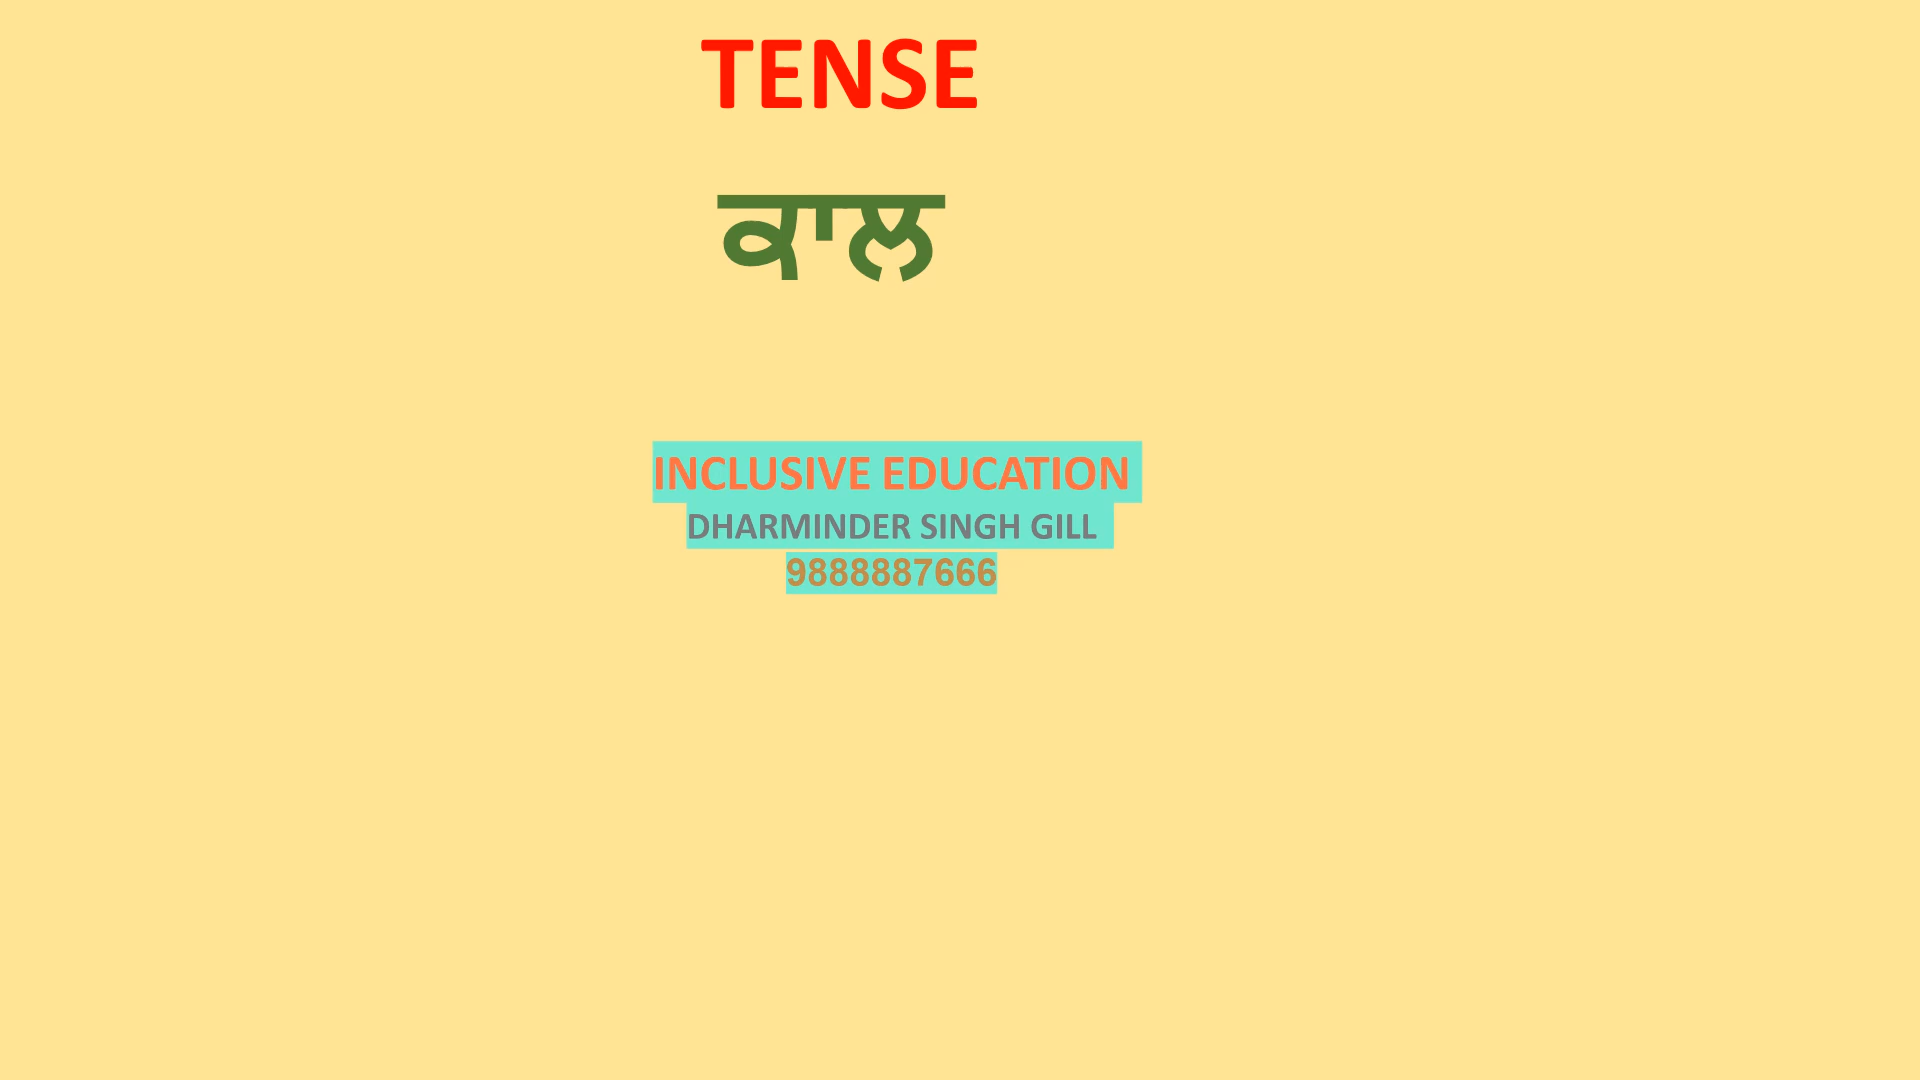 TENSE
ਕਾਲ
INCLUSIVE EDUCATION
DHARMINDER SINGH GILL
9888887666